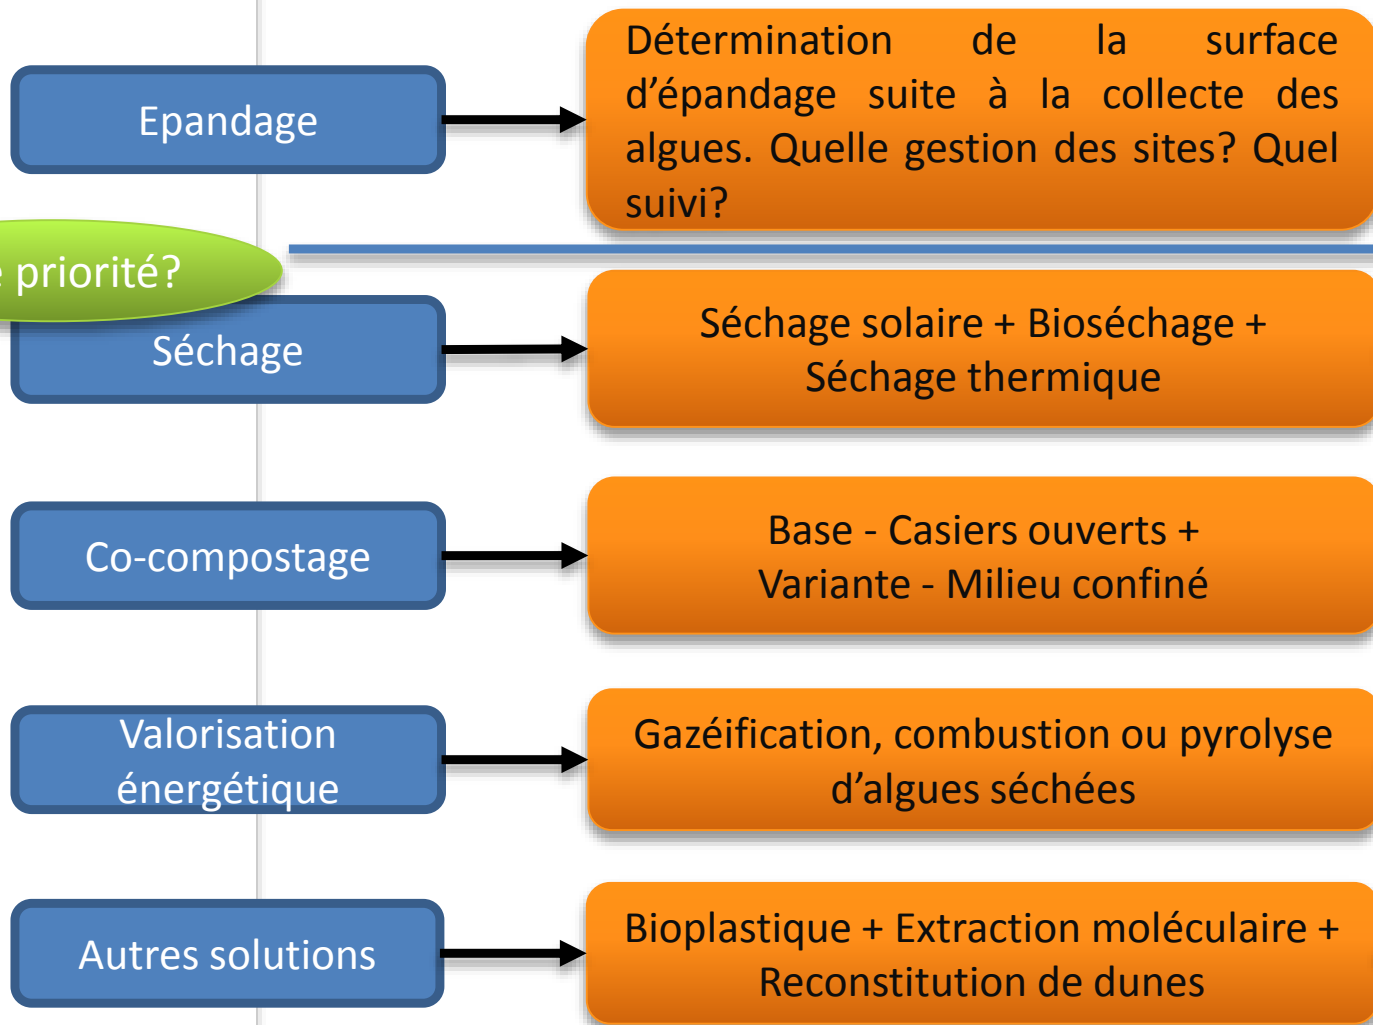 Epandage
Détermination de la surface
d’épandage suite à la collecte des
algues. Quelle gestion des sites? Quel
suivi?
priorité?
Séchage
Séchage solaire + Bioséchage +
Séchage thermique
Co-compostage
Base - Casiers ouverts +
Variante - Milieu confiné
Valorisation
énergétique
Gazéification, combustion ou pyrolyse
d’algues séchées
Autres solutions
Bioplastique + Extraction moléculaire +
Reconstitution de dunes